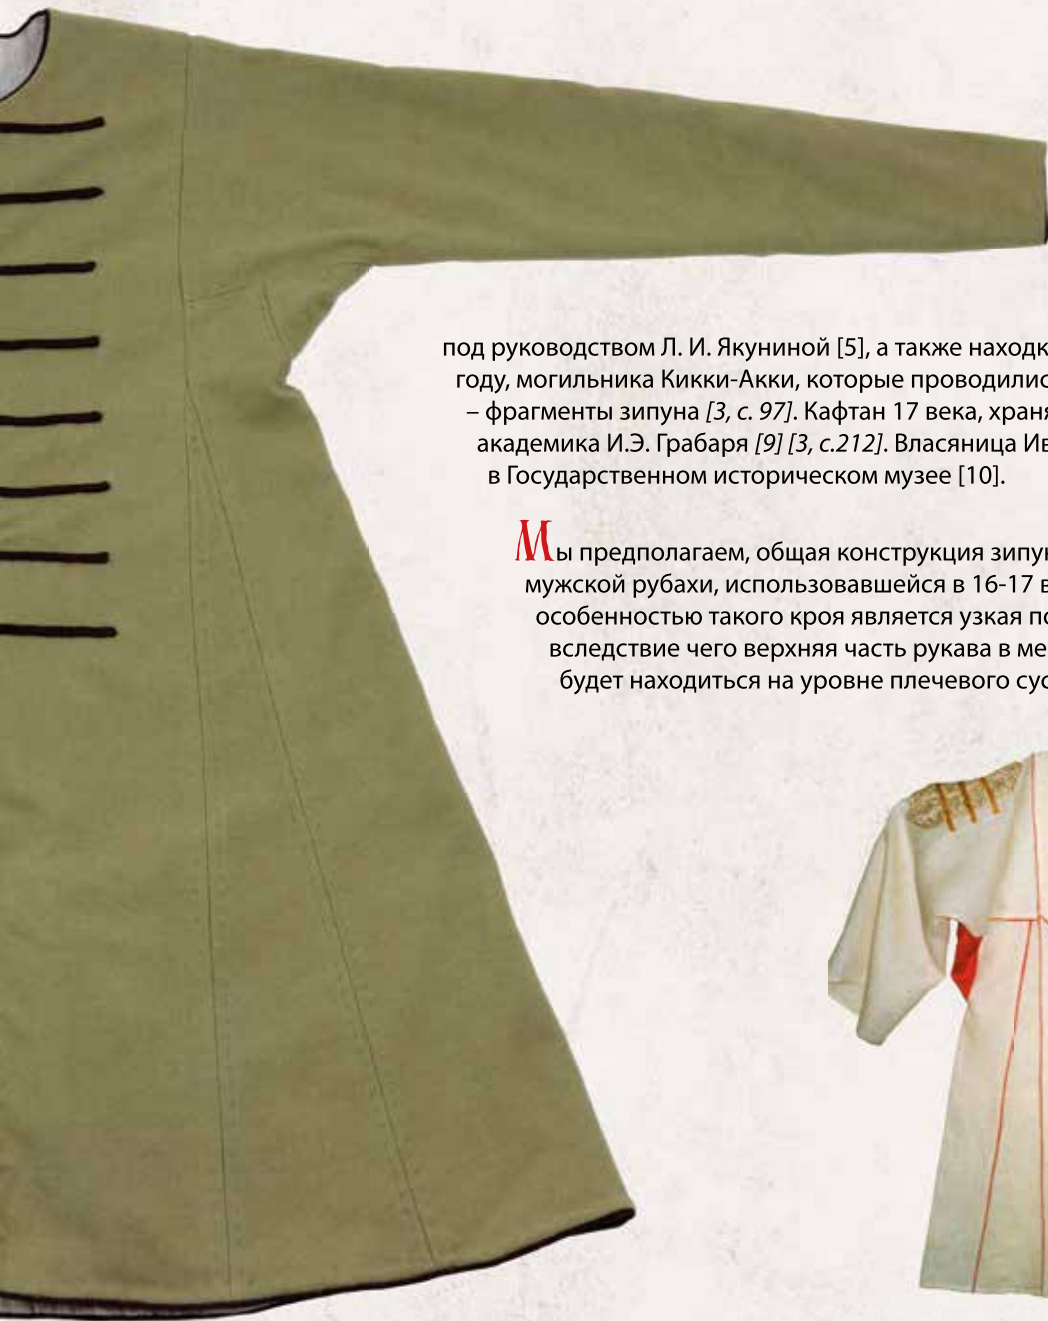 под руководством Л. И. Якуниной [5], а также находк
году, могильника Кикки-Акки, которые проводилис
– фрагменты зипуна [3, с. 97]. Кафтан 17 века, храня
академика И.Э. Грабаря [9] [3, с.212]. Власяница Ив
в Государственном историческом музее [10].
Мы предполагаем, общая конструкция зипун
мужской рубахи, использовавшейся в 16-17 в
особенностью такого кроя является узкая по
вследствие чего верхняя часть рукава в ме
будет находиться на уровне плечевого сус